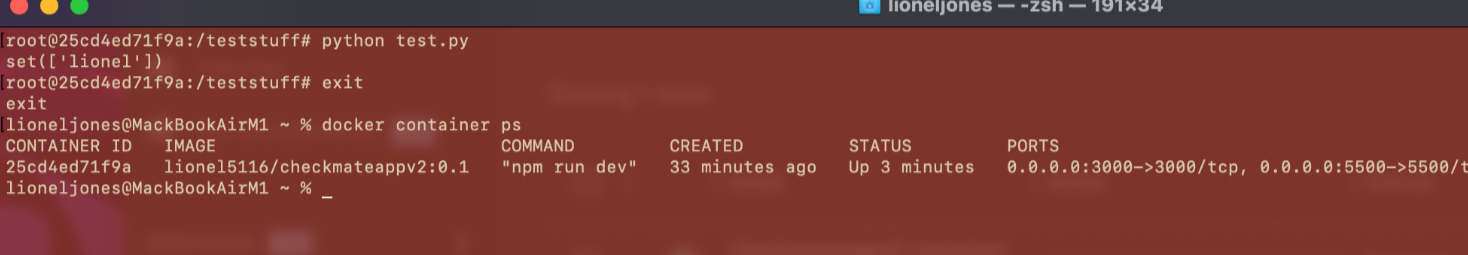 lioneljones — -zsh — 191×34
[root@25cd4ed71f9a:/teststuff# python test.py
set(['lionel'])
[root@25cd4ed71f9a:/teststuff# exit
exit
[lioneljones@MackBookAirM1 ~ % docker container ps
CONTAINER ID   IMAGE                           COMMAND         CREATED          STATUS         PORTS
25cd4ed71f9a   lionel5116/checkmateappv2:0.1   "npm run dev"   33 minutes ago   Up 3 minutes   0.0.0.0:3000->3000/tcp, 0.0.0.0:5500->5500/t
lioneljones@MackBookAirM1 ~ % _